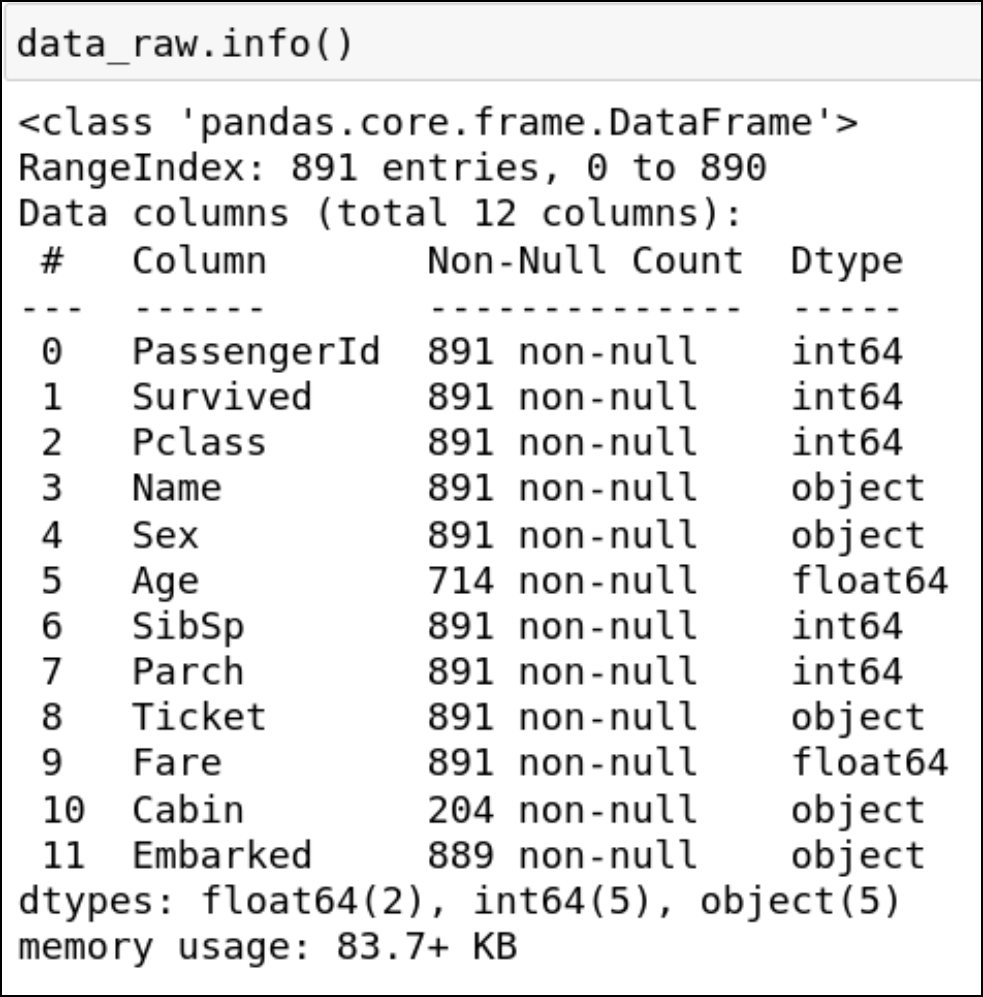 data_raw.info()
<class 'pandas.core.frame.DataFrame'>
RangeIndex: 891 entries, 0 to 890
Data columns (total 12 columns):
 #   Column       Non-Null Count  Dtype
---  ------       --------------  -----
 0   PassengerId  891 non-null    int64
 1   Survived     891 non-null    int64
 2   Pclass       891 non-null    int64
 3   Name         891 non-null    object
 4   Sex          891 non-null    object
 5   Age          714 non-null    float64
 6   SibSp        891 non-null    int64
 7   Parch        891 non-null    int64
 8   Ticket       891 non-null    object
 9   Fare         891 non-null    float64
 10  Cabin        204 non-null    object
 11  Embarked     889 non-null    object
dtypes: float64(2), int64(5), object(5)
memory usage: 83.7+ KB